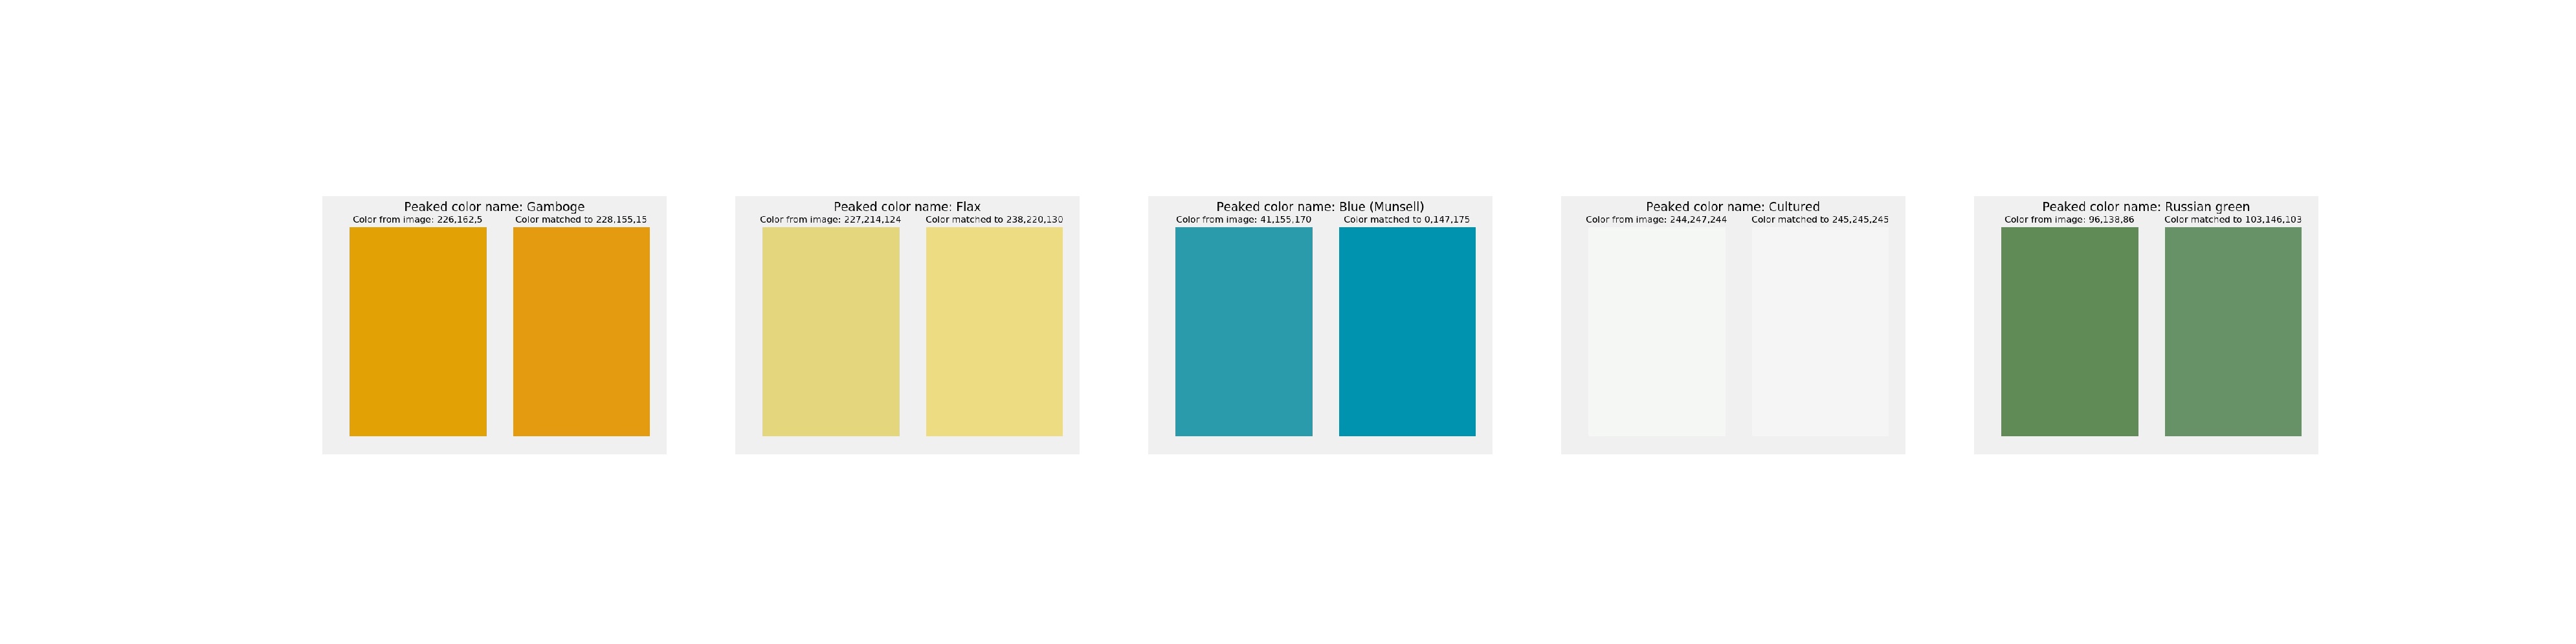 Peaked color name: Gamboge
Color from image: 226,162,5
Color matched to 228,155,15
Peaked color name: Flax
Color from image: 227,214,124
Color matched to 238,220,130
Peaked color name: Blue (Munsell)
Color from image: 41,155,170
Color matched to 0,147,175
Peaked color name: Cultured
Color from image: 244,247,244
Color matched to 245,245,245
Peaked color name: Russian green
Color from image: 96,138,86
Color matched to 103,146,103